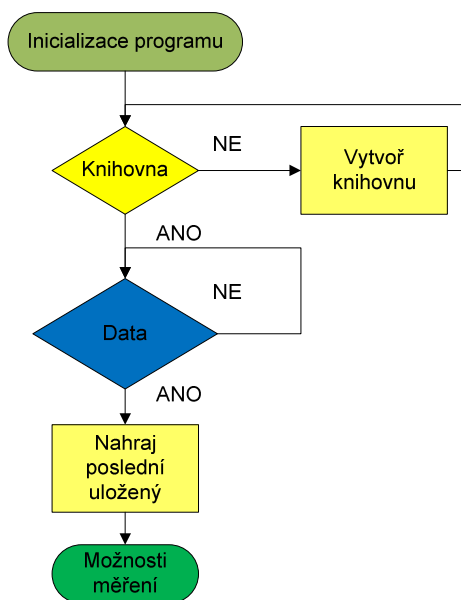 Inicializace programu
Knihovna
NE
Vytvoř
knihovnu
ANO
Data
NE
ANO
Nahraj
poslední
uložený
Možnosti
měření